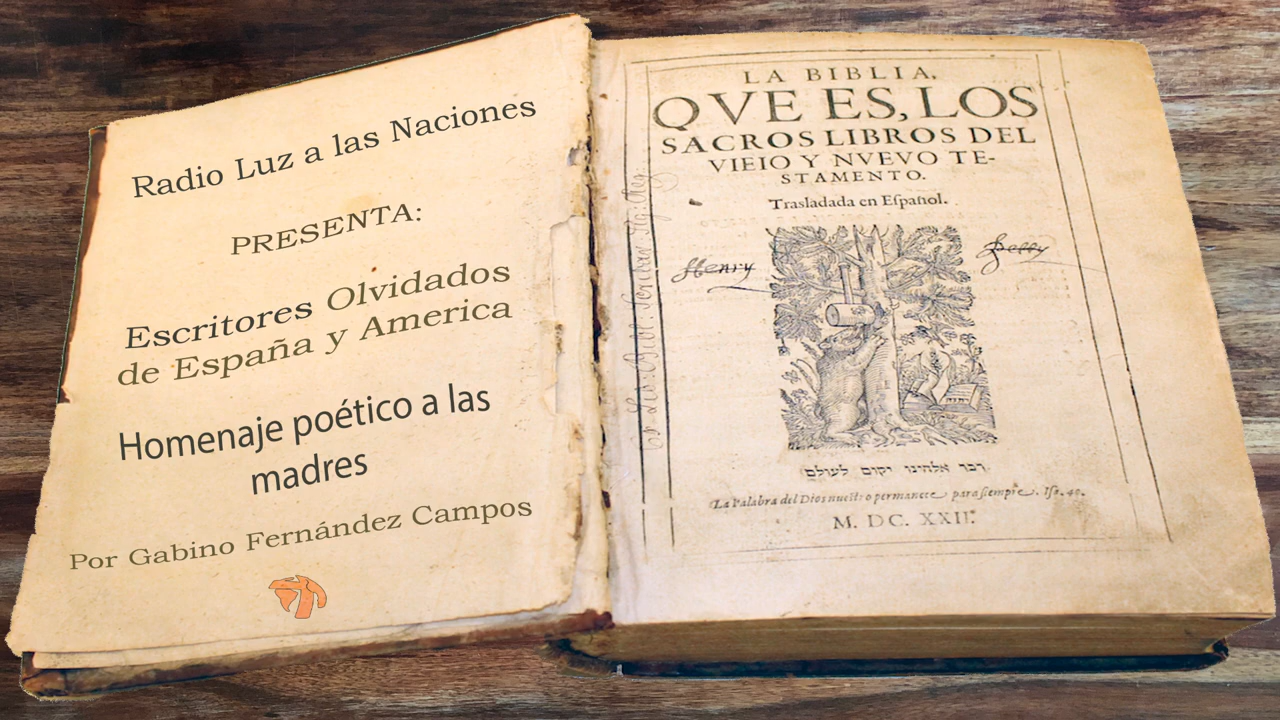 Radio Luz a las Naciones
PRESENTA:
Escritores Olvidados
de España y America
Homenaje poético a las
madres
Por Gabino Fernández Campos
LA BIBLIA,
QVE ES, LOS
SACROS LIBROS DEL
VIEIO Y NVEVO TE-
STAMENTO.
Trasladada en Español.
Henry
דבר אלהינו יקום לעולם
La Palabra del Dios nuestro permanece para siempre. Isa. 40.
M. DC. XXII.